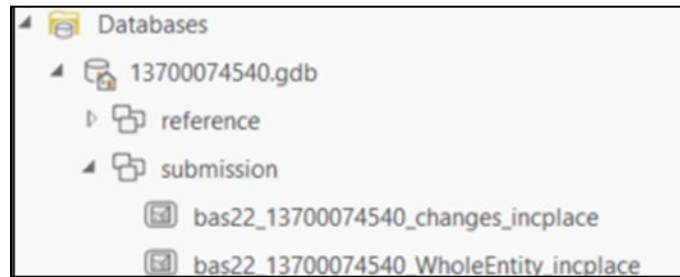 Databases
13700074540.gdb
reference
submission
bas22_13700074540_changes_incplace
bas22_13700074540_WholeEntity_incplace